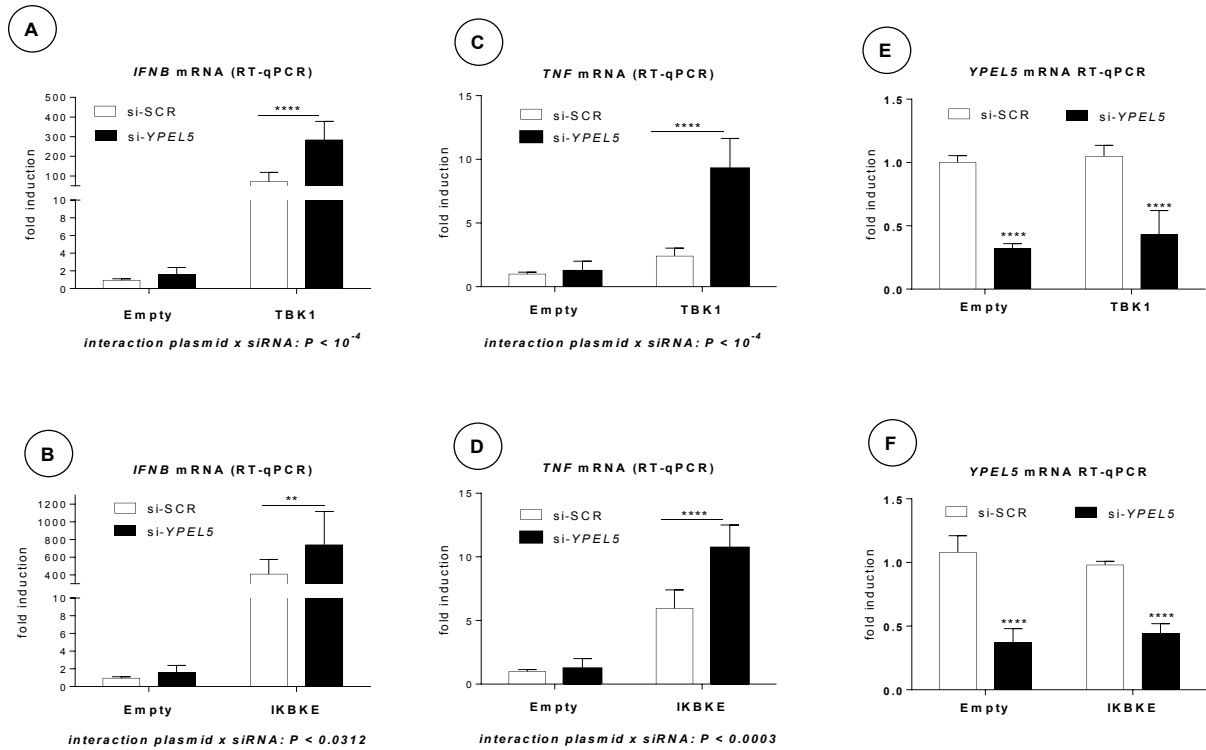 A
IFNB mRNA (RT-qPCR)
si-SCR
si-YPEL5
****
fold induction
500
400
300
200
100
10
8
6
4
2
0
Empty
TBK1
interaction plasmid x siRNA: P < 10-4
C
TNF mRNA (RT-qPCR)
si-SCR
si-YPEL5
****
fold induction
15
10
5
0
Empty
TBK1
interaction plasmid x siRNA: P < 10-4
E
YPEL5 mRNA RT-qPCR
si-SCR
si-YPEL5
fold induction
1.5
1.0
0.5
0.0
****
****
Empty
TBK1
B
IFNB mRNA (RT-qPCR)
si-SCR
si-YPEL5
**
fold induction
1200
1000
800
600
400
10
8
6
4
2
0
Empty
IKBKE
interaction plasmid x siRNA: P < 0.0312
D
TNF mRNA (RT-qPCR)
si-SCR
si-YPEL5
****
fold induction
15
10
5
0
Empty
IKBKE
interaction plasmid x siRNA: P < 0.0003
F
YPEL5 mRNA RT-qPCR
si-SCR
si-YPEL5
fold induction
1.5
1.0
0.5
0.0
****
****
Empty
IKBKE